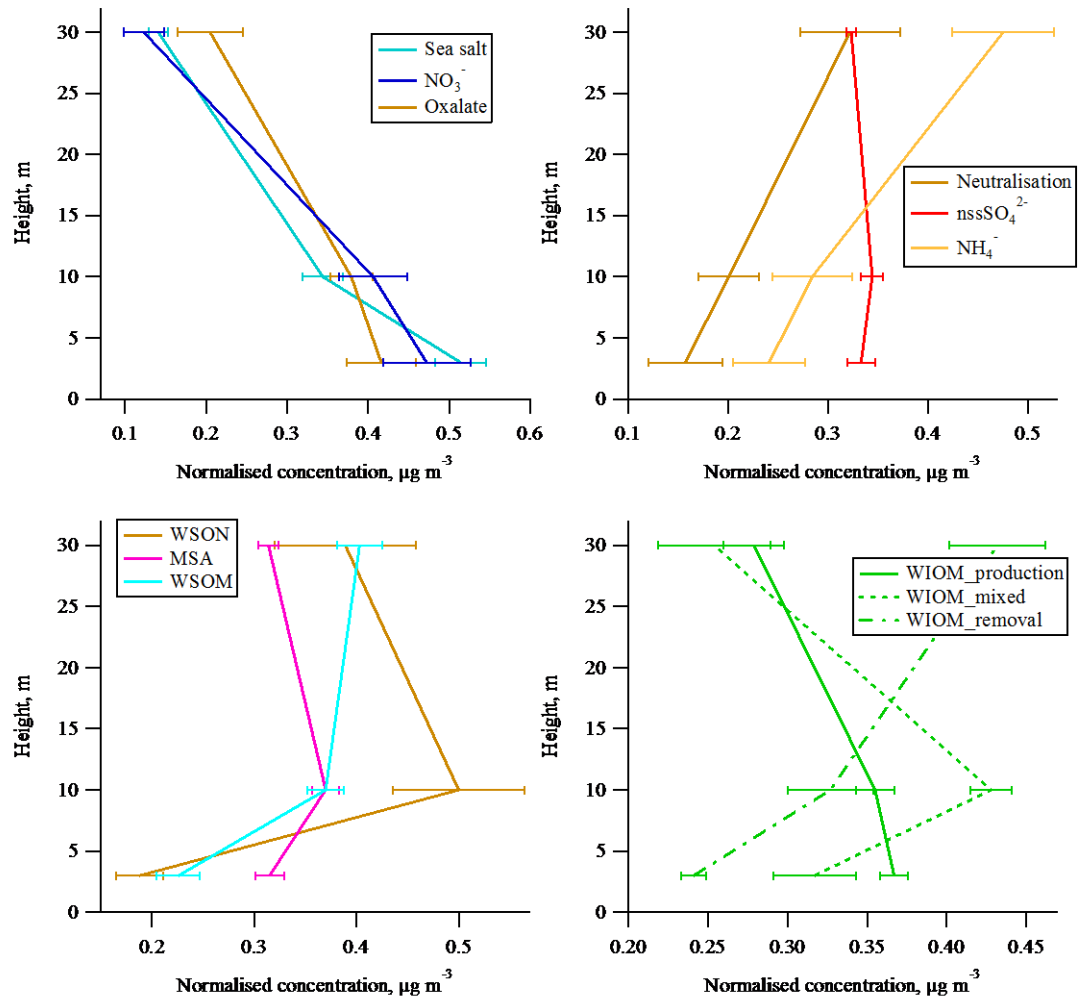 30
25
20
15
10
5
0
Height, m
Sea salt
NO₃⁻
Oxalate
0.1 0.2 0.3 0.4 0.5 0.6
Normalised concentration, µg m⁻³
30
25
20
15
10
5
0
Height, m
Neutralisation
nssSO₄²⁻
NH₄⁻
0.1 0.2 0.3 0.4 0.5
Normalised concentration, µg m⁻³
30
25
20
15
10
5
0
Height, m
WSON
MSA
WSOM
0.2 0.3 0.4 0.5
Normalised concentration, µg m⁻³
30
25
20
15
10
5
0
Height, m
WIOM_production
WIOM_mixed
WIOM_removal
0.20 0.25 0.30 0.35 0.40 0.45
Normalised concentration, µg m⁻³